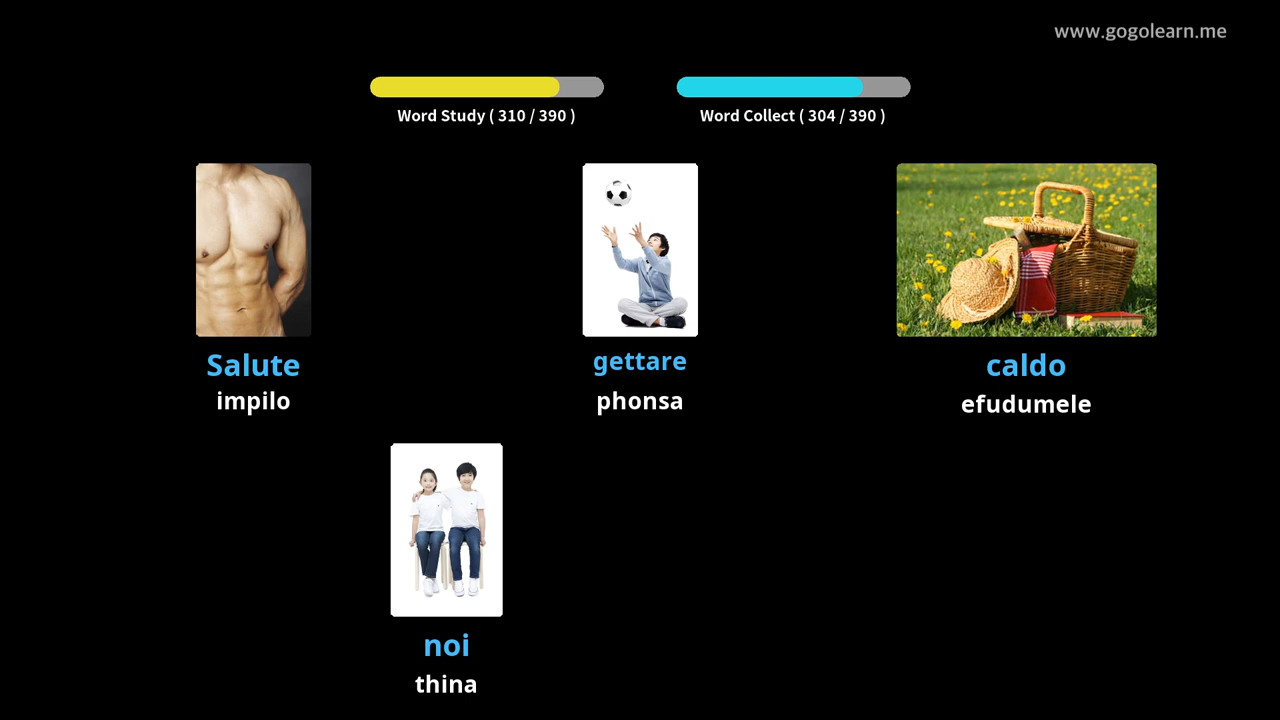 www.gogolearn.me
Word Study ( 310 / 390 )
Word Collect ( 304 / 390 )
Salute
impilo
gettare
phonsa
caldo
efudumele
noi
thina